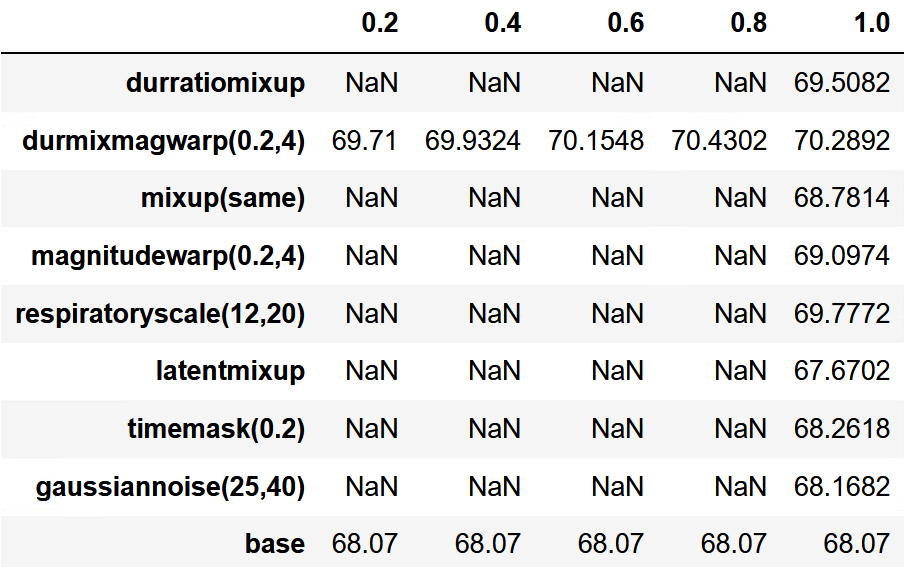 0.2 0.4 0.6 0.8 1.0
durratiomixup NaN NaN NaN NaN 69.5082
durmixmagwarp(0.2,4) 69.71 69.9324 70.1548 70.4302 70.2892
mixup(same) NaN NaN NaN NaN 68.7814
magnitudewarp(0.2,4) NaN NaN NaN NaN 69.0974
respiratoryscale(12,20) NaN NaN NaN NaN 69.7772
latentmixup NaN NaN NaN NaN 67.6702
timemask(0.2) NaN NaN NaN NaN 68.2618
gaussiannoise(25,40) NaN NaN NaN NaN 68.1682
base 68.07 68.07 68.07 68.07 68.07